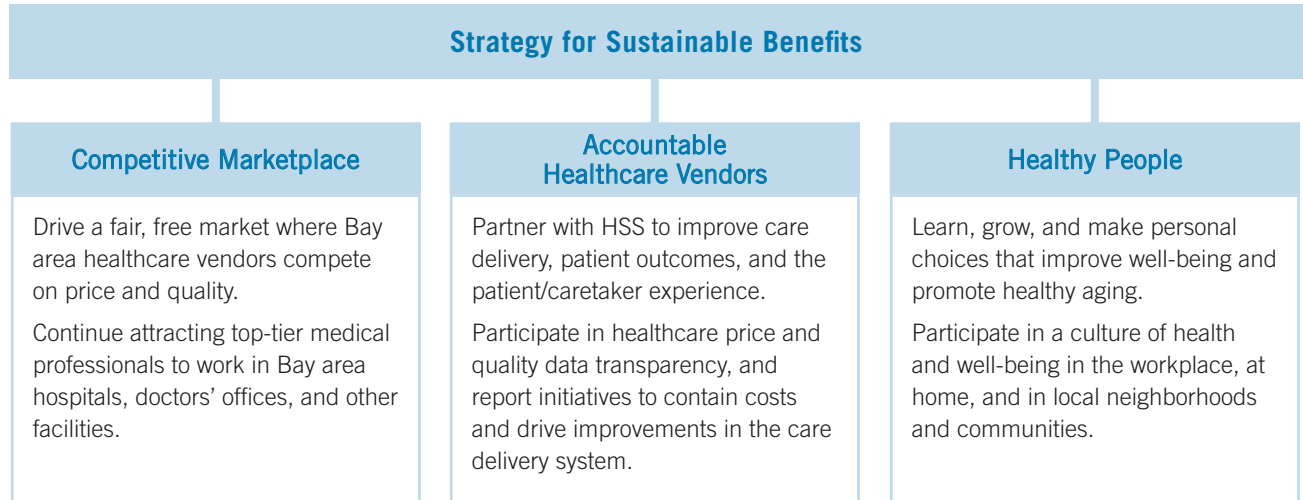 Strategy for Sustainable Benefits
Competitive Marketplace
Drive a fair, free market where Bay
area healthcare vendors compete
on price and quality.
Continue attracting top-tier medical
professionals to work in Bay area
hospitals, doctors’ offices, and other
facilities.
Accountable
Healthcare Vendors
Partner with HSS to improve care
delivery, patient outcomes, and the
patient/caretaker experience.
Participate in healthcare price and
quality data transparency, and
report initiatives to contain costs
and drive improvements in the care
delivery system.
Healthy People
Learn, grow, and make personal
choices that improve well-being and
promote healthy aging.
Participate in a culture of health
and well-being in the workplace, at
home, and in local neighborhoods
and communities.